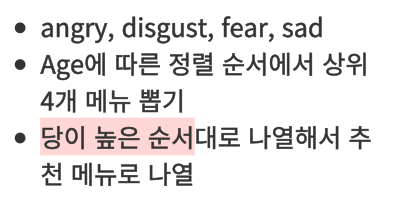 • angry, disgust, fear, sad
• Age에 따른 정렬 순서에서 상위
4개 메뉴 뽑기
• 당이 높은 순서대로 나열해서 추
천 메뉴로 나열